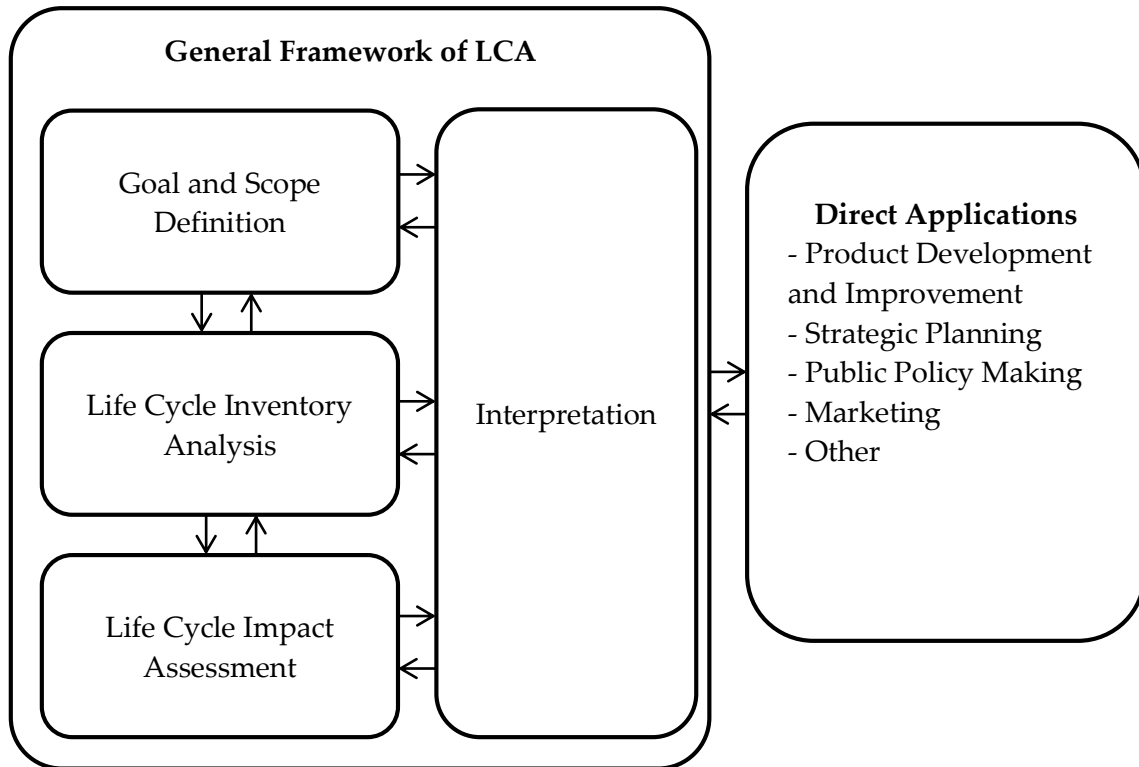 General Framework of LCA
Goal and Scope
Definition
Life Cycle Inventory
Analysis
Life Cycle Impact
Assessment
Interpretation
Direct Applications
- Product Development
and Improvement
- Strategic Planning
- Public Policy Making
- Marketing
- Other